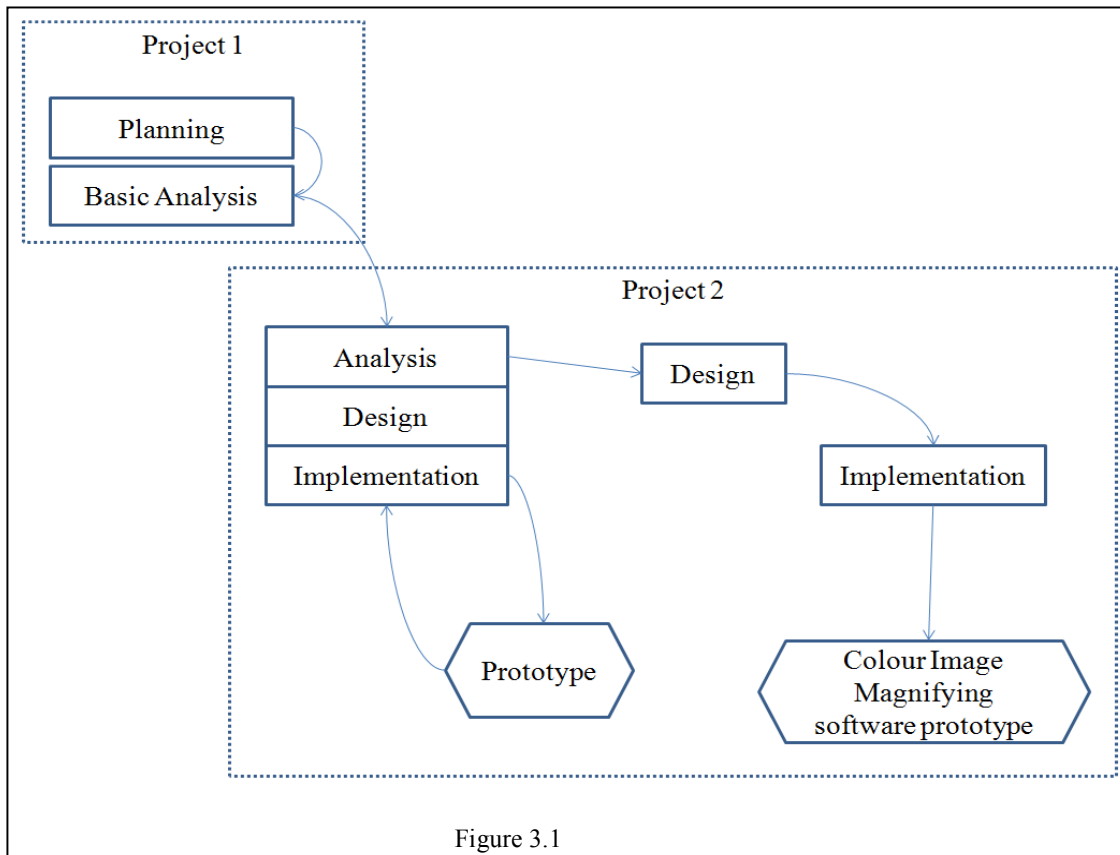 Project 1
Planning
Basic Analysis
Project 2
Analysis
Design
Implementation
Design
Implementation
Prototype
Colour Image
Magnifying
software prototype
Figure 3.1